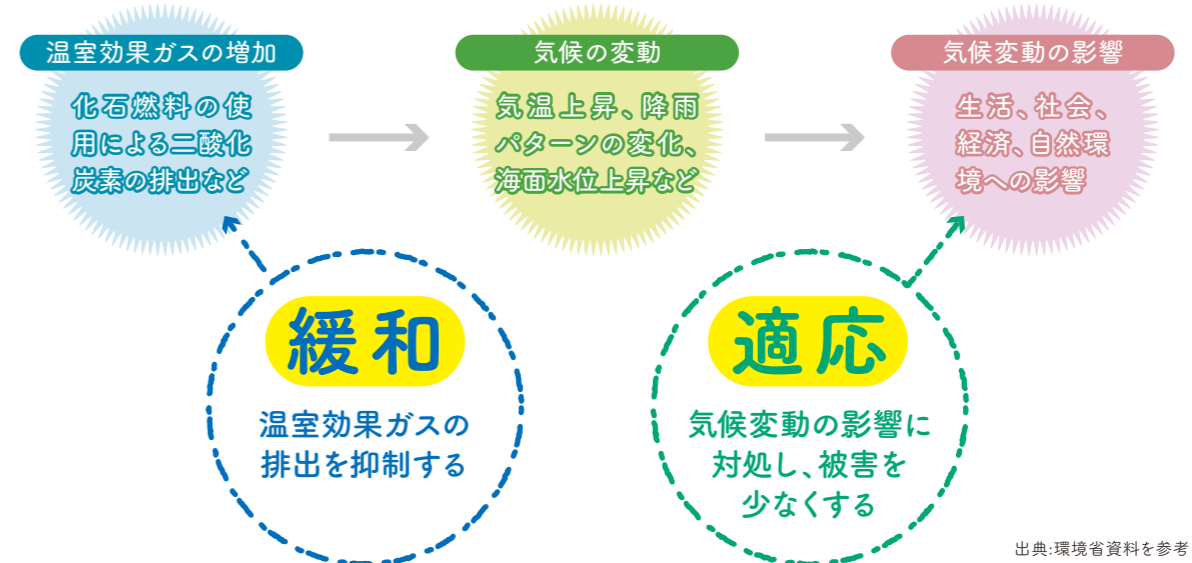 温室効果ガスの増加
化石燃料の使
用による二酸化
炭素の排出など
気候の変動
気温上昇、降雨
パターンの変化、
海面水位上昇など
気候変動の影響
生活、社会、
経済、自然環
境への影響
緩和
温室効果ガスの
排出を抑制する
適応
気候変動の影響に
対処し、被害を
少なくする
出典:環境省資料を参考